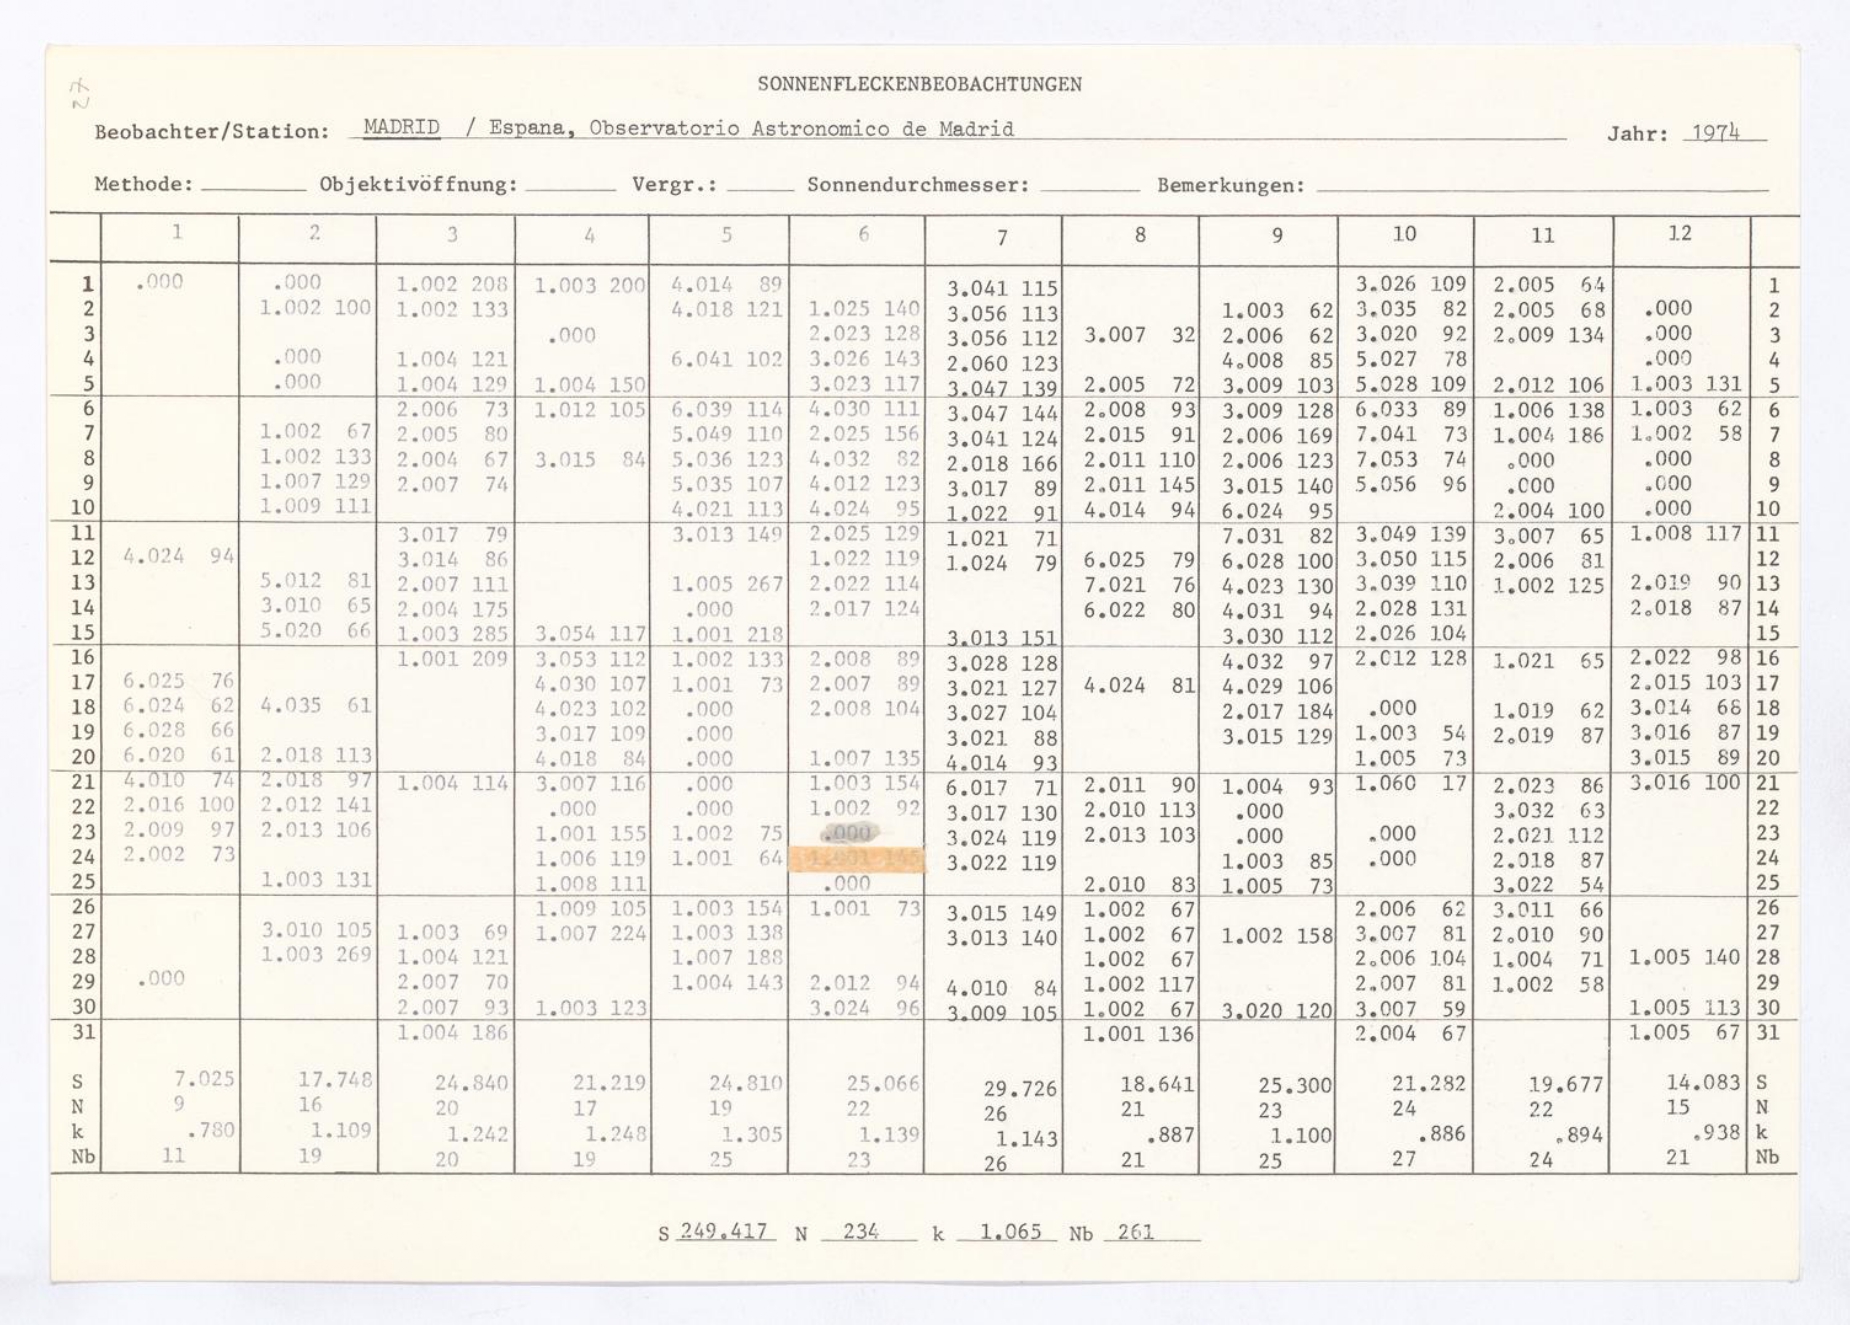 24
SONNENFLECKENBEOBACHTUNGEN
Beobachter/Station: MADRID / Espana, Observatorio Astronomico de Madrid Jahr: 1974
Methode: Objektivöffnung: Vergr.: Sonnendurchmesser: Bemerkungen:
1 2 3 4 5 6 7 8 9 10 11 12
1 .000 .000 1.002 208 1.003 200 4.014 89 3.041 115 3.026 109 2.005 64 1
2 1.002 100 1.002 133 4.018 121 1.025 140 3.056 113 1.003 62 3.035 82 2.005 68 .000 2
3 .000 2.023 128 3.056 112 3.007 32 2.006 62 3.020 92 2.009 134 .000 3
4 .000 1.004 121 6.041 102 3.026 143 2.060 123 4.008 85 5.027 78 .000 4
5 .000 1.004 129 1.004 150 3.023 117 3.047 139 2.005 72 3.009 103 5.028 109 2.012 106 1.003 131 5
6 2.006 73 1.012 105 6.039 114 4.030 111 3.047 144 2.008 93 3.009 128 6.033 89 1.006 138 1.003 62 6
7 1.002 67 2.005 80 5.049 110 2.025 156 3.041 124 2.015 91 2.006 169 7.041 73 1.004 186 1.002 58 7
8 1.002 133 2.004 67 3.015 84 5.036 123 4.032 82 2.018 166 2.011 110 2.006 123 7.053 74 .000 .000 8
9 1.007 129 2.007 74 5.035 107 4.012 123 3.017 89 2.011 145 3.015 140 5.056 96 .000 .000 9
10 1.009 111 4.021 113 4.024 95 1.022 91 4.014 94 6.024 95 2.004 100 .000 10
11 3.017 79 3.013 149 2.025 129 1.021 71 7.031 82 3.049 139 3.007 65 1.008 117 11
12 4.024 94 3.014 86 1.022 119 1.024 79 6.025 79 6.028 100 3.050 115 2.006 81 12
13 5.012 81 2.007 111 1.005 267 2.022 114 7.021 76 4.023 130 3.039 110 1.002 125 2.019 90 13
14 3.010 65 2.004 175 .000 2.017 124 6.022 80 4.031 94 2.028 131 2.018 87 14
15 5.020 66 1.003 285 3.054 117 1.001 218 3.013 151 3.030 112 2.026 104 15
16 1.001 209 3.053 112 1.002 133 2.008 89 3.028 128 4.032 97 2.012 128 1.021 65 2.022 98 16
17 6.025 76 4.030 107 1.001 73 2.007 89 3.021 127 4.024 81 4.029 106 2.015 103 17
18 6.024 62 4.035 61 4.023 102 .000 2.008 104 3.027 104 2.017 184 .000 1.019 62 3.014 68 18
19 6.028 66 3.017 109 .000 3.021 88 3.015 129 1.003 54 2.019 87 3.016 87 19
20 6.020 61 2.018 113 4.018 84 .000 1.007 135 4.014 93 1.005 73 3.015 89 20
21 4.010 74 2.018 97 1.004 114 3.007 116 .000 1.003 154 6.017 71 2.011 90 1.004 93 1.060 17 2.023 86 3.016 100 21
22 2.016 100 2.012 141 .000 .000 1.002 92 3.017 130 2.010 113 .000 3.032 63 22
23 2.009 97 2.013 106 1.001 155 1.002 75 .000 3.024 119 2.013 103 .000 .000 2.021 112 23
24 2.002 73 1.006 119 1.001 64 1.001 145 3.022 119 1.003 85 .000 2.018 87 24
25 1.003 131 1.008 111 .000 2.010 83 1.005 73 3.022 54 25
26 1.009 105 1.003 154 1.001 73 3.015 149 1.002 67 2.006 62 3.011 66 26
27 3.010 105 1.003 69 1.007 224 1.003 138 3.013 140 1.002 67 1.002 158 3.007 81 2.010 90 27
28 1.003 269 1.004 121 1.007 188 1.002 67 2.006 104 1.004 71 1.005 140 28
29 .000 2.007 70 1.004 143 2.012 94 4.010 84 1.002 117 2.007 81 1.002 58 29
30 2.007 93 1.003 123 3.024 96 3.009 105 1.002 67 3.020 120 3.007 59 1.005 113 30
31 1.004 186 1.001 136 2.004 67 1.005 67 31
S 7.025 17.748 24.840 21.219 24.810 25.066 29.726 18.641 25.300 21.282 19.677 14.083 S
N 9 16 20 17 19 22 26 21 23 24 22 15 N
k .780 1.109 1.242 1.248 1.305 1.139 1.143 .887 1.100 .886 .894 .938 k
Nb 11 19 20 19 25 23 26 21 25 27 24 21 Nb
S 249.417 N 234 k 1.065 Nb 261